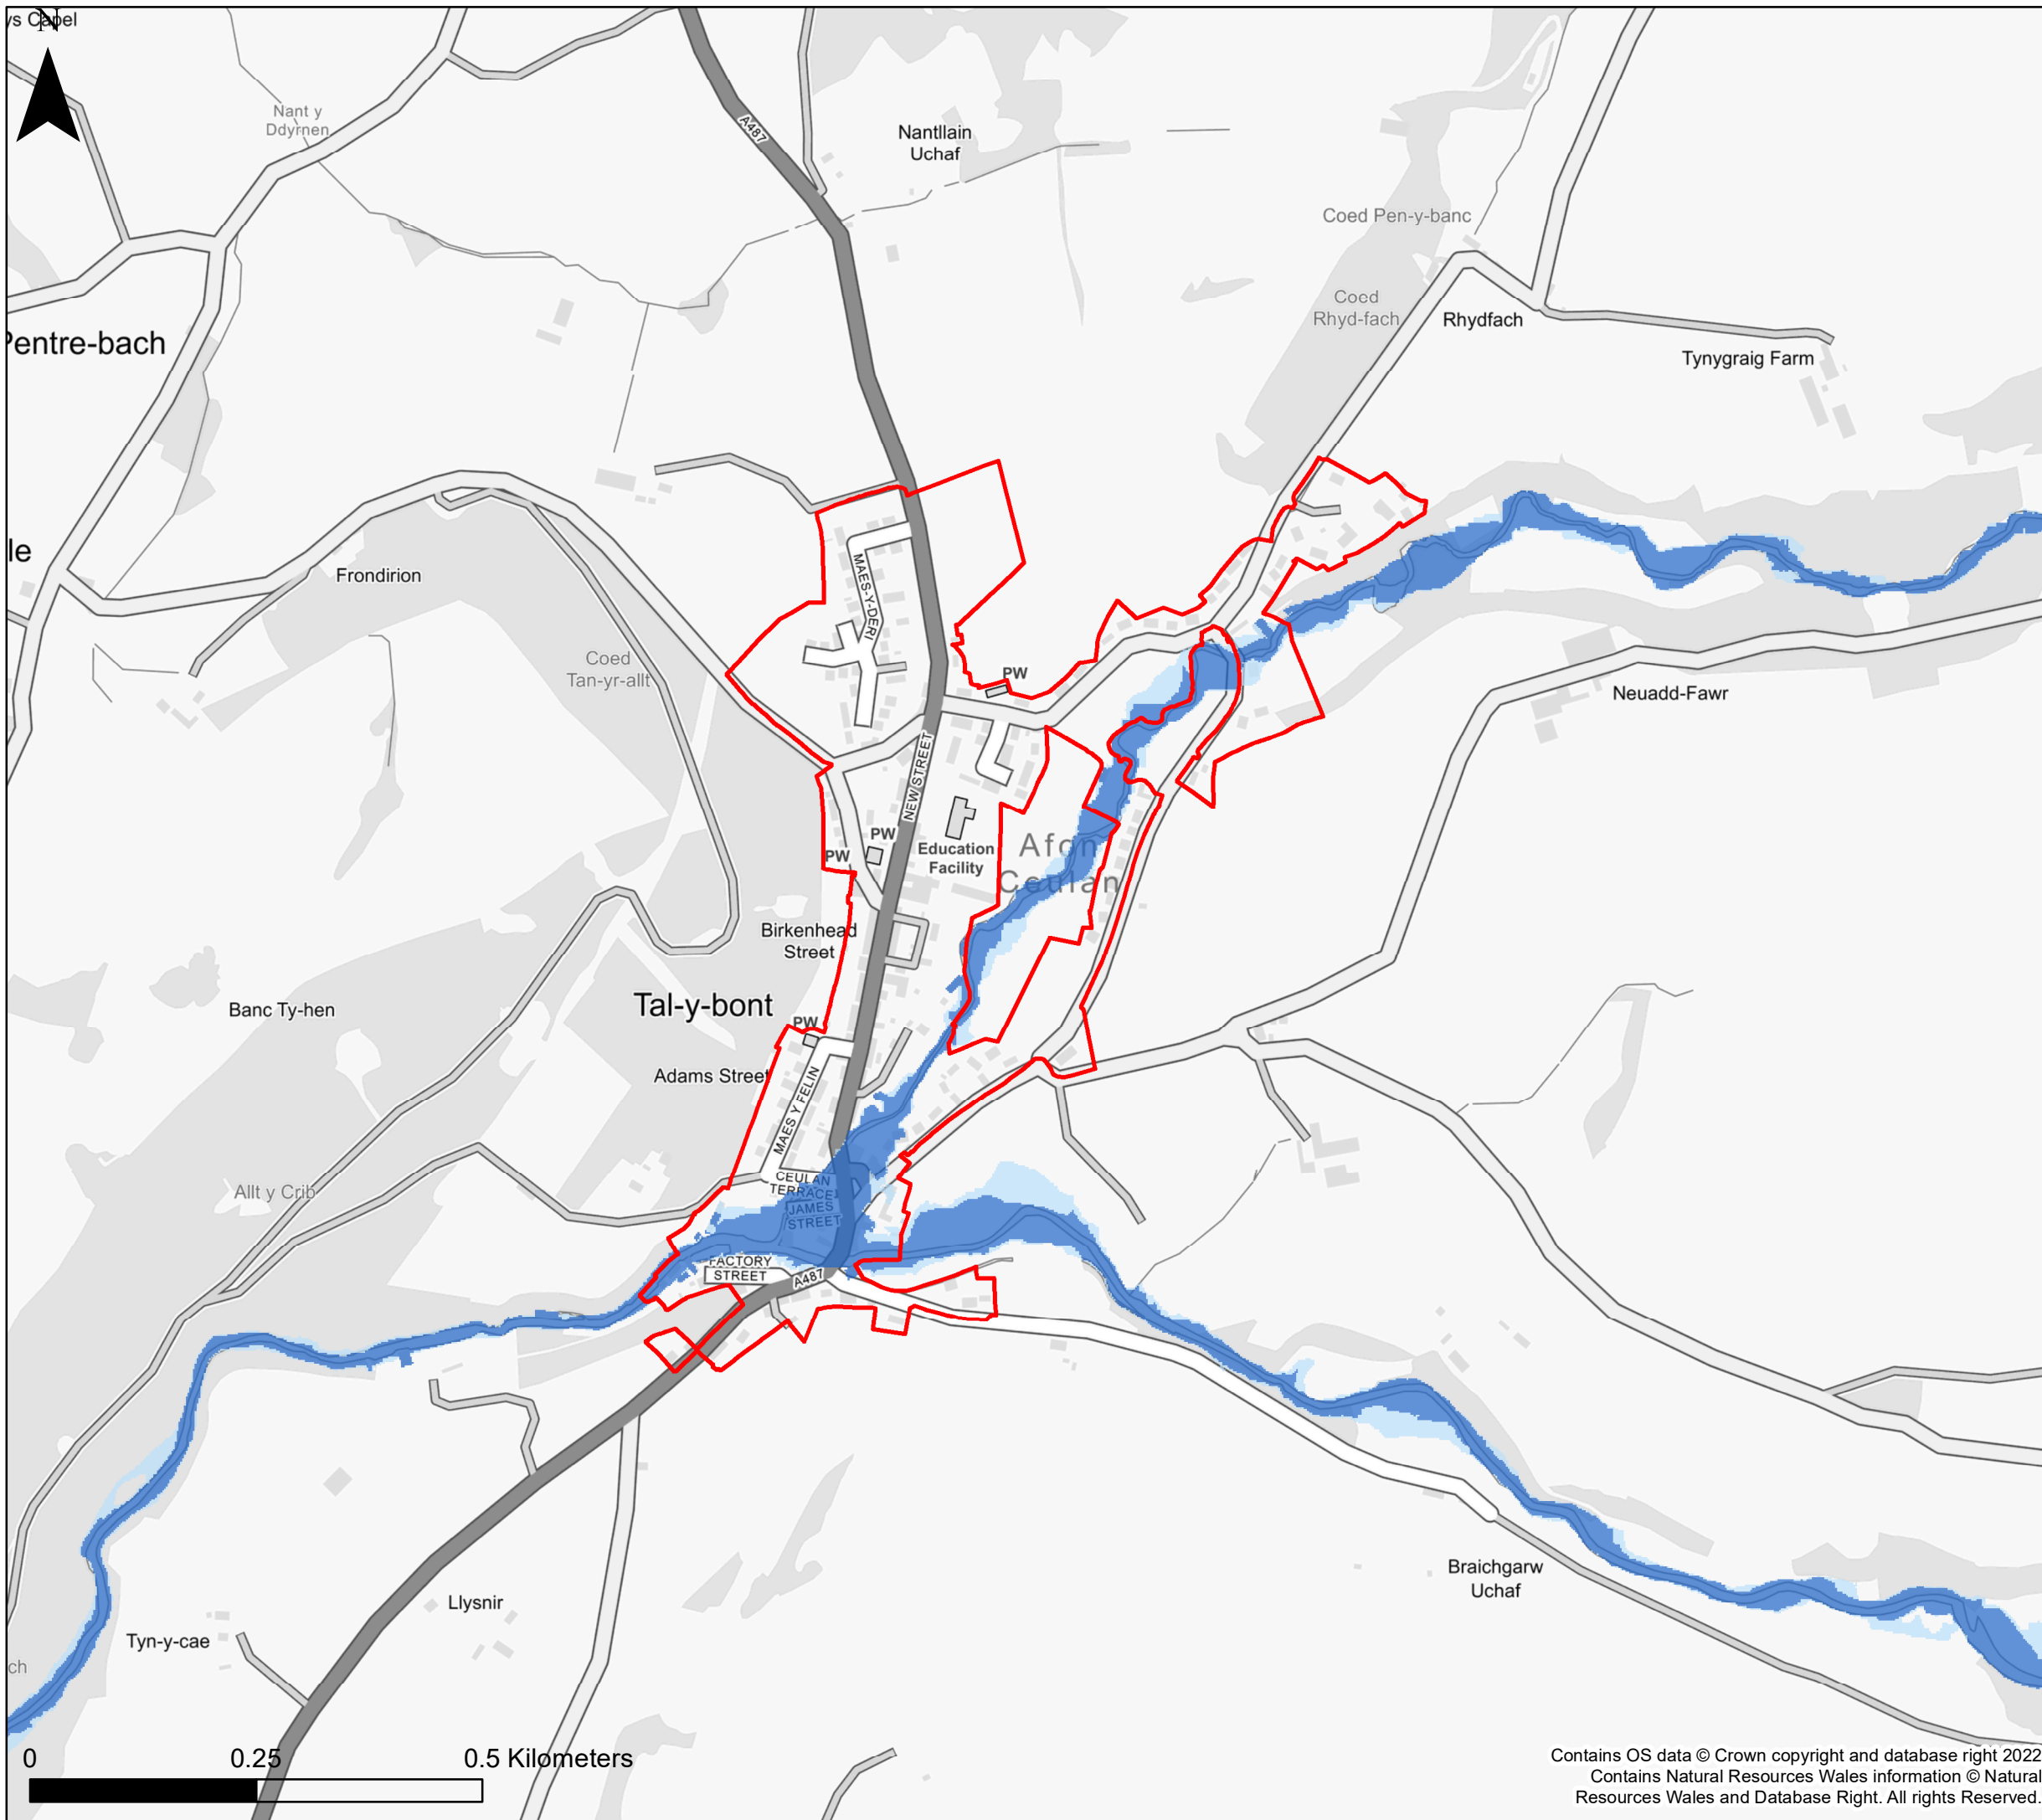 ys Capel
N
Nant y
Ddyrnen
A487
Nantllain
Uchaf
Coed Pen-y-banc
Coed
Rhyd-fach
Rhydfach
Pentre-bach
Tynygraig Farm
le
Frondirion
MAES-Y-DERI
Coed
Tan-yr-allt
PW
Neuadd-Fawr
NEW STREET
PW
PW
Education
Facility
Afon
Ceulan
Birkenhead
Street
Tal-y-bont
Banc Ty-hen
PW
Adams Street
MAES Y FELIN
Allt y Crib
CEULAN
TERRACE
JAMES
STREET
FACTORY
STREET
A487
Braichgarw
Uchaf
Llysnir
Tyn-y-cae
ch
0 0.25 0.5 Kilometers
Contains OS data © Crown copyright and database right 2022
Contains Natural Resources Wales information © Natural
Resources Wales and Database Right. All rights Reserved.